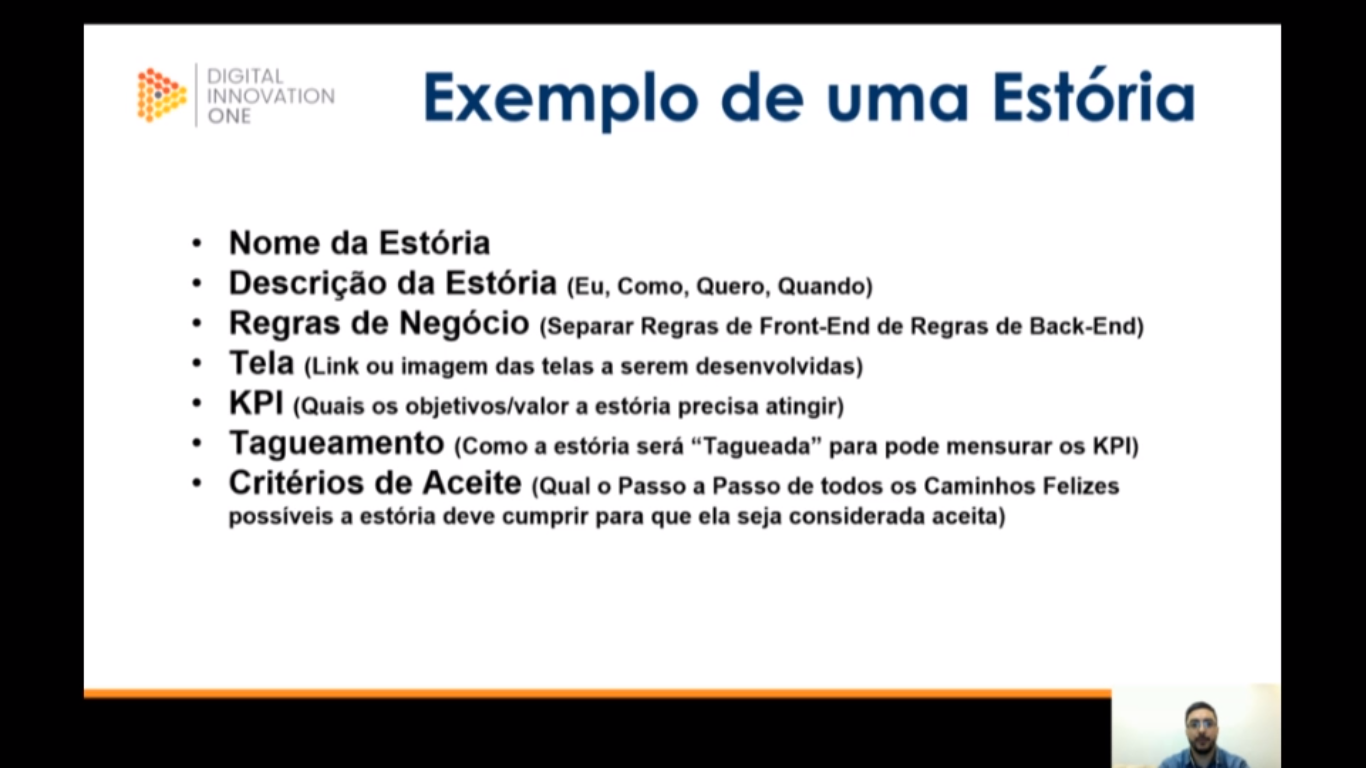 DIGITAL
INNOVATION
ONE
Exemplo de uma Estória
• Nome da Estória
• Descrição da Estória (Eu, Como, Quero, Quando)
• Regras de Negócio (Separar Regras de Front-End de Regras de Back-End)
• Tela (Link ou imagem das telas a serem desenvolvidas)
• KPI (Quais os objetivos/valor a estória precisa atingir)
• Tagueamento (Como a estória será “Tagueada” para pode mensurar os KPI)
• Critérios de Aceite (Qual o Passo a Passo de todos os Caminhos Felizes
possíveis a estória deve cumprir para que ela seja considerada aceita)